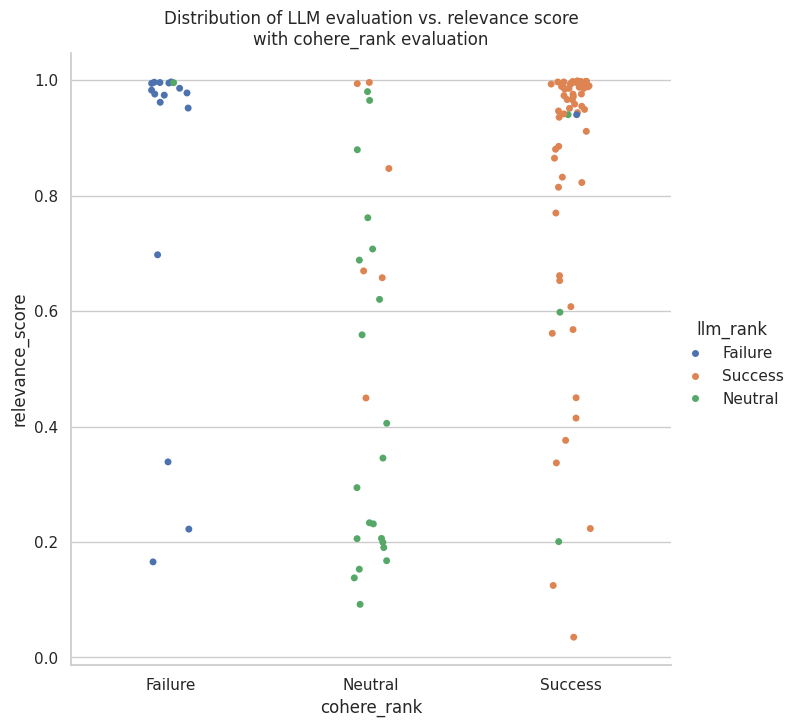 Distribution of LLM evaluation vs. relevance score
with cohere_rank evaluation
1.0
0.8
0.6
0.4
0.2
0.0
relevance_score
Failure
Neutral
Success
cohere_rank
llm_rank
Failure
Success
Neutral